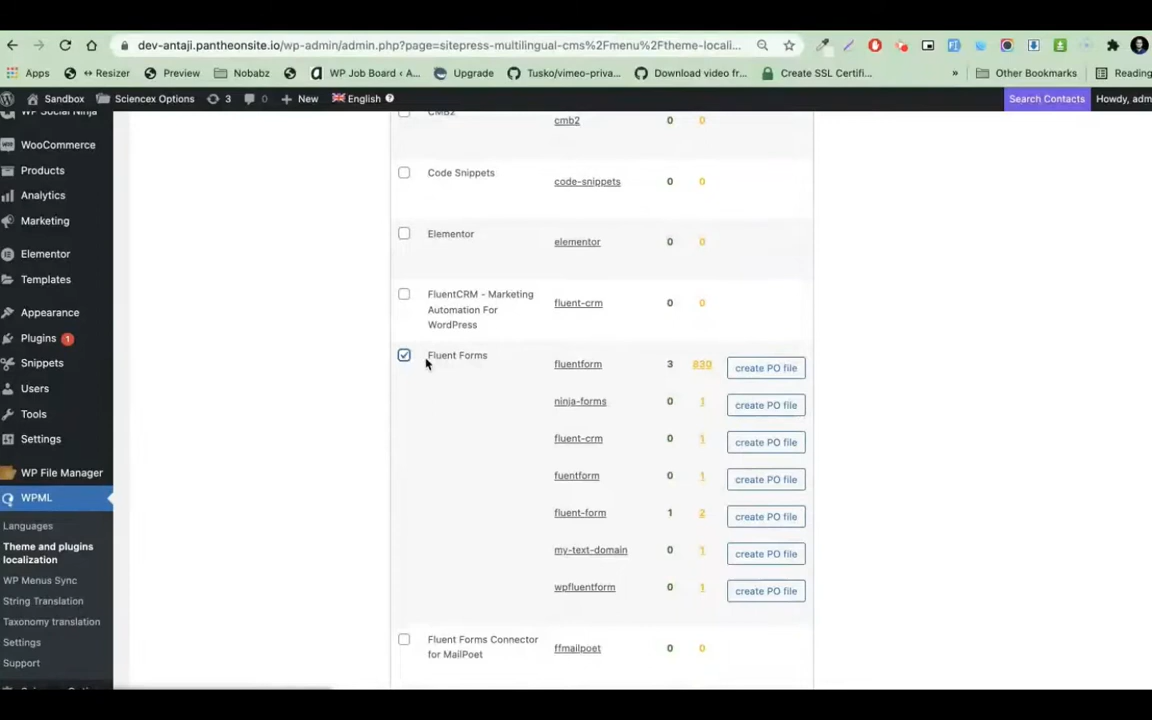 dev-antaji.pantheonsite.io/wp-admin/admin.php?page=sitepress-multilingual-cms%2Fmenu%2Ftheme-locali...
Apps
↔ Resizer
Preview
Nobabz
WP Job Board ‹ A...
Upgrade
Tusko/vimeo-priva...
Download video fr...
Create SSL Certifi...
»
Other Bookmarks
Reading
Sandbox
Sciencex Options
3
0
New
English
Search Contacts
Howdy, adm
WP Social Ninja
WooCommerce
Products
Analytics
Marketing
Elementor
Templates
Appearance
Plugins 1
Snippets
Users
Tools
Settings
WP File Manager
WPML
Languages
Theme and plugins
localization
WP Menus Sync
String Translation
Taxonomy translation
Settings
Support
CMB2
cmb2 0 0
Code Snippets
code-snippets 0 0
Elementor
elementor 0 0
FluentCRM - Marketing
Automation For
WordPress
fluent-crm 0 0
Fluent Forms
fluentform 3 839 create PO file
ninja-forms 0 1 create PO file
fluent-crm 0 1 create PO file
fuentform 0 1 create PO file
fluent-form 1 2 create PO file
my-text-domain 0 1 create PO file
wpfluentform 0 1 create PO file
Fluent Forms Connector
for MailPoet
ffmailpoet 0 0